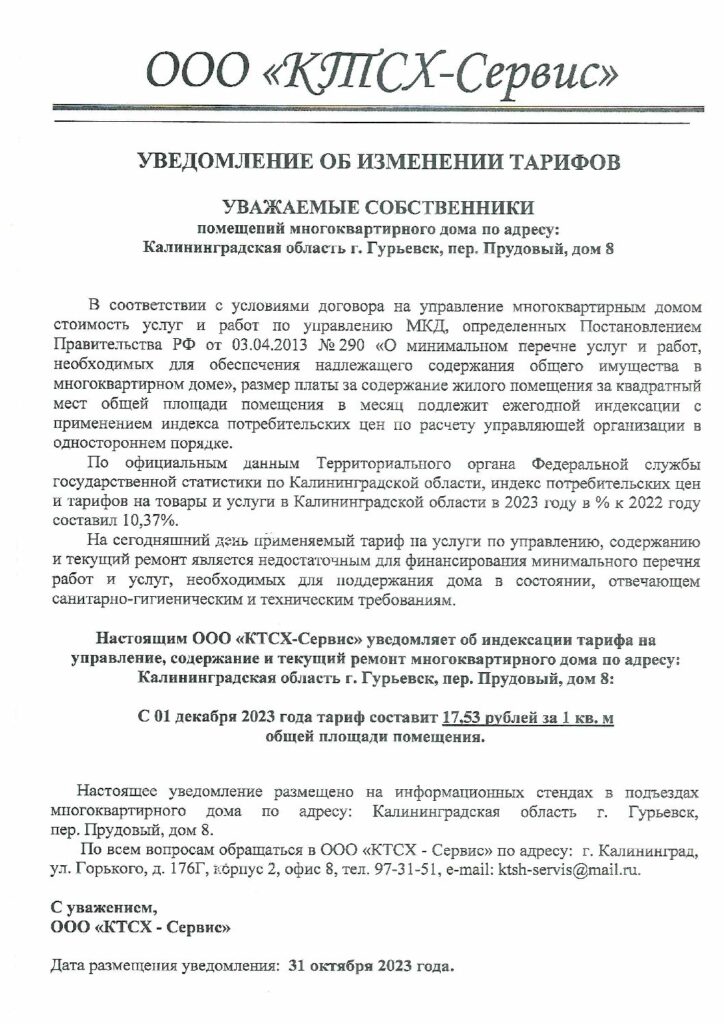 ООО «КТСХ-Сервис»
УВЕДОМЛЕНИЕ ОБ ИЗМЕНЕНИИ ТАРИФОВ
УВАЖАЕМЫЕ СОБСТВЕННИКИ
помещений многоквартирного дома по адресу:
Калининградская область г. Гурьевск, пер. Прудовый, дом 8
В соответствии с условиями договора на управление многоквартирным домом
стоимость услуг и работ по управлению МКД, определенных Постановлением
Правительства РФ от 03.04.2013 №290 «О минимальном перечне услуг и работ,
необходимых для обеспечения надлежащего содержания общего имущества в
многоквартирном доме», размер платы за содержание жилого помещения за квадратный
мест общей площади помещения в месяц подлежит ежегодной индексации с
применением индекса потребительских цен по расчету управляющей организации в
одностороннем порядке.
По официальным данным Территориального органа Федеральной службы
государственной статистики по Калининградской области, индекс потребительских цен
и тарифов на товары и услуги в Калининградской области в 2023 году в % к 2022 году
составил 10,37%.
На сегодняшний день применяемый тариф на услуги по управлению, содержанию
и текущий ремонт является недостаточным для финансирования минимального перечня
работ и услуг, необходимых для поддержания дома в состоянии, отвечающем
санитарно-гигиеническим и техническим требованиям.
Настоящим ООО «КТСХ-Сервис» уведомляет об индексации тарифа на
управление, содержание и текущий ремонт многоквартирного дома по адресу:
Калининградская область г. Гурьевск, пер. Прудовый, дом 8:
С 01 декабря 2023 года тариф составит 17,53 рублей за 1 кв. м
общей площади помещения.
Настоящее уведомление размещено на информационных стендах в подъездах
многоквартирного дома по адресу: Калининградская область г. Гурьевск,
пер. Прудовый, дом 8.
По всем вопросам обращаться в ООО «КТСХ - Сервис» по адресу: г. Калининград,
ул. Горького, д. 176Г, корпус 2, офис 8, тел. 97-31-51, e-mail: ktsh-servis@mail.ru.
С уважением,
ООО «КТСХ - Сервис»
Дата размещения уведомления: 31 октября 2023 года.